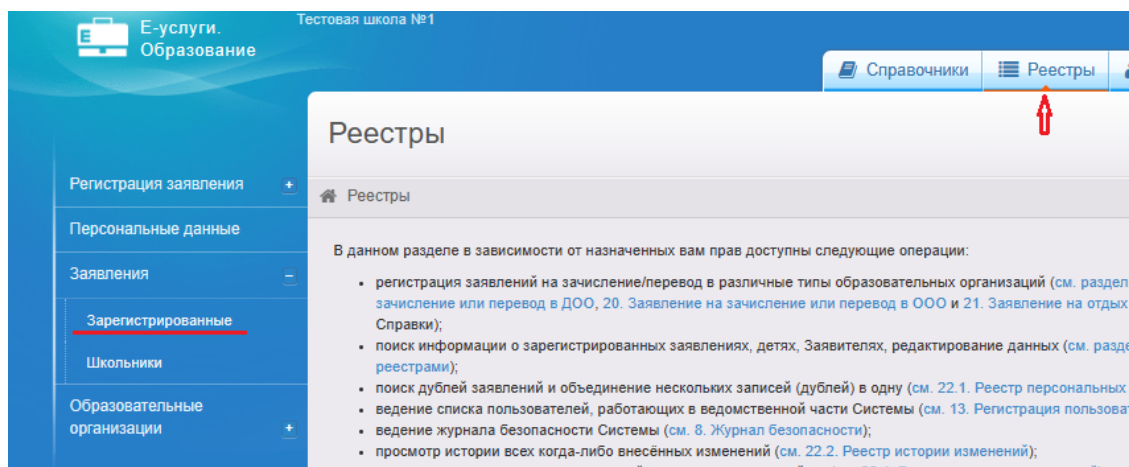 Е-услуги.
Образование
Тестовая школа №1
Справочники
Реестры
Реестры
Регистрация заявления
Реестры
Персональные данные
В данном разделе в зависимости от назначенных вам прав доступны следующие операции:
Заявления
Зарегистрированные
Школьники
Образовательные
организации
• регистрация заявлений на зачисление/перевод в различные типы образовательных организаций (см. раздел
зачисление или перевод в ДОО, 20. Заявление на зачисление или перевод в ООО и 21. Заявление на отдых
Справки);
• поиск информации о зарегистрированных заявлениях, детях, Заявителях, редактирование данных (см. разде
реестрами);
• поиск дублей заявлений и объединение нескольких записей (дублей) в одну (см. 22.1. Реестр персональных
• ведение списка пользователей, работающих в ведомственной части Системы (см. 13. Регистрация пользоват
• ведение журнала безопасности Системы (см. 8. Журнал безопасности);
• просмотр истории всех когда-либо внесённых изменений (см. 22.2. Реестр истории изменений);